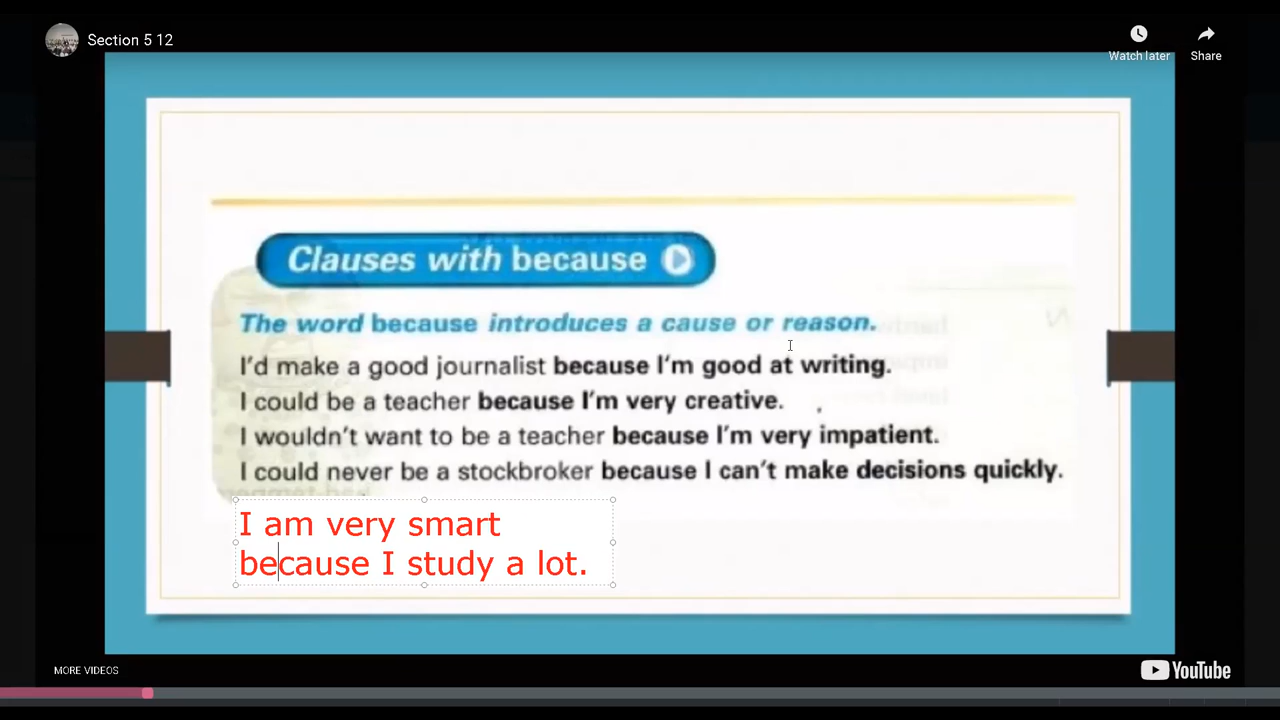 Section 5 12
Watch later
Share
Clauses with because
The word because introduces a cause or reason.
I'd make a good journalist because I'm good at writing.
I could be a teacher because I'm very creative.
I wouldn't want to be a teacher because I'm very impatient.
I could never be a stockbroker because I can't make decisions quickly.
I am very smart
because I study a lot.
MORE VIDEOS
YouTube